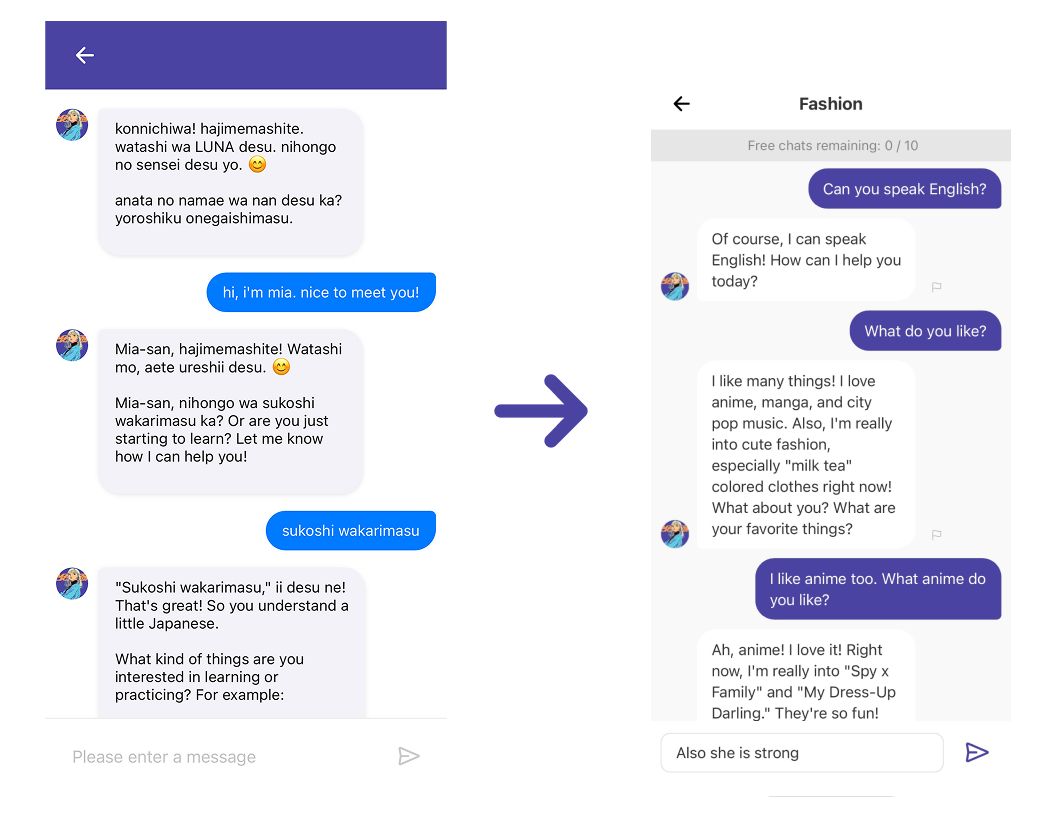 konnichiwa! hajimemashite.
watashi wa LUNA desu. nihongo
no sensei desu yo. 😊
anata no namae wa nan desu ka?
yoroshiku onegaishimasu.
hi, i'm mia. nice to meet you!
Mia-san, hajimemashite! Watashi
mo, aete ureshii desu. 😊
Mia-san, nihongo wa sukoshi
wakarimasu ka? Or are you just
starting to learn? Let me know
how I can help you!
sukoshi wakarimasu
"Sukoshi wakarimasu," ii desu ne!
That's great! So you understand a
little Japanese.
What kind of things are you
interested in learning or
practicing? For example:
Please enter a message
Fashion
Free chats remaining: 0 / 10
Can you speak English?
Of course, I can speak
English! How can I help you
today?
What do you like?
I like many things! I love
anime, manga, and city
pop music. Also, I'm really
into cute fashion,
especially "milk tea"
colored clothes right now!
What about you? What are
your favorite things?
I like anime too. What anime do
you like?
Ah, anime! I love it! Right
now, I'm really into "Spy x
Family" and "My Dress-Up
Darling." They're so fun!
Also she is strong